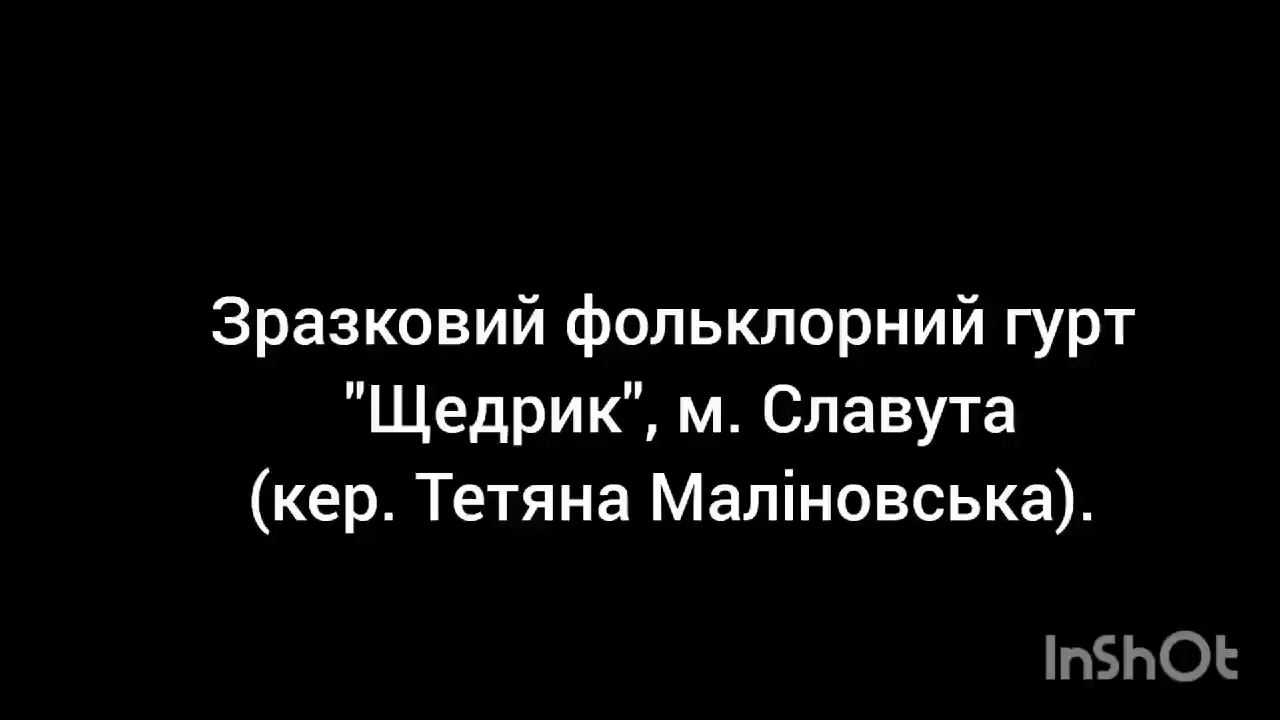 Зразковий фольклорний гурт
"Щедрик", м. Славута
(кер. Тетяна Маліновська).
InShOt